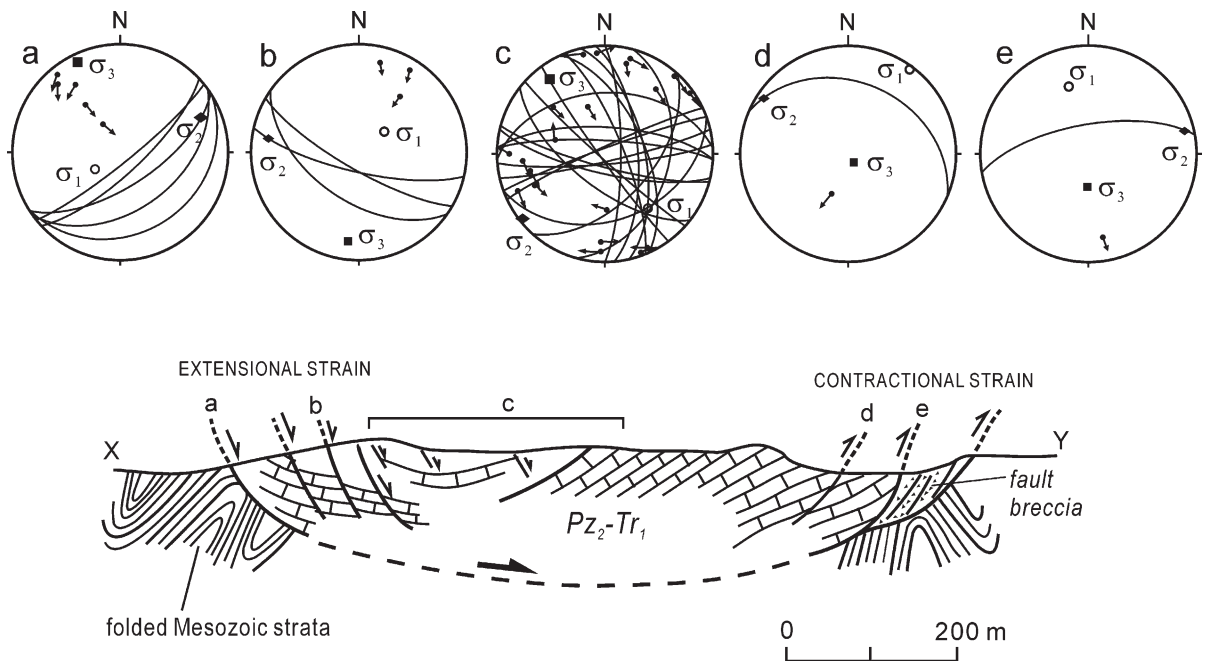 N N N N N
a b c d e
σ3 σ2 σ1
σ1 σ2 σ3
σ3 σ1 σ2
σ1 σ2 σ3
σ1 σ2 σ3
EXTENSIONAL STRAIN
CONTRACTIONAL STRAIN
a b c d e
X Y
fault
breccia
Pz2-Tr1
folded Mesozoic strata
0 200 m